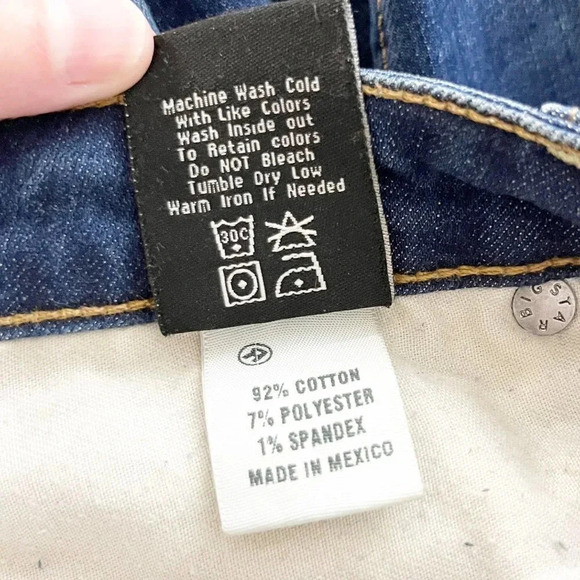 Machine Wash Cold
With Like Colors
Wash Inside out
To Retain colors
Do NOT Bleach
Tumble Dry Low
Warm Iron If Needed
30C
92% COTTON
7% POLYESTER
1% SPANDEX
MADE IN MEXICO
BIG STAR